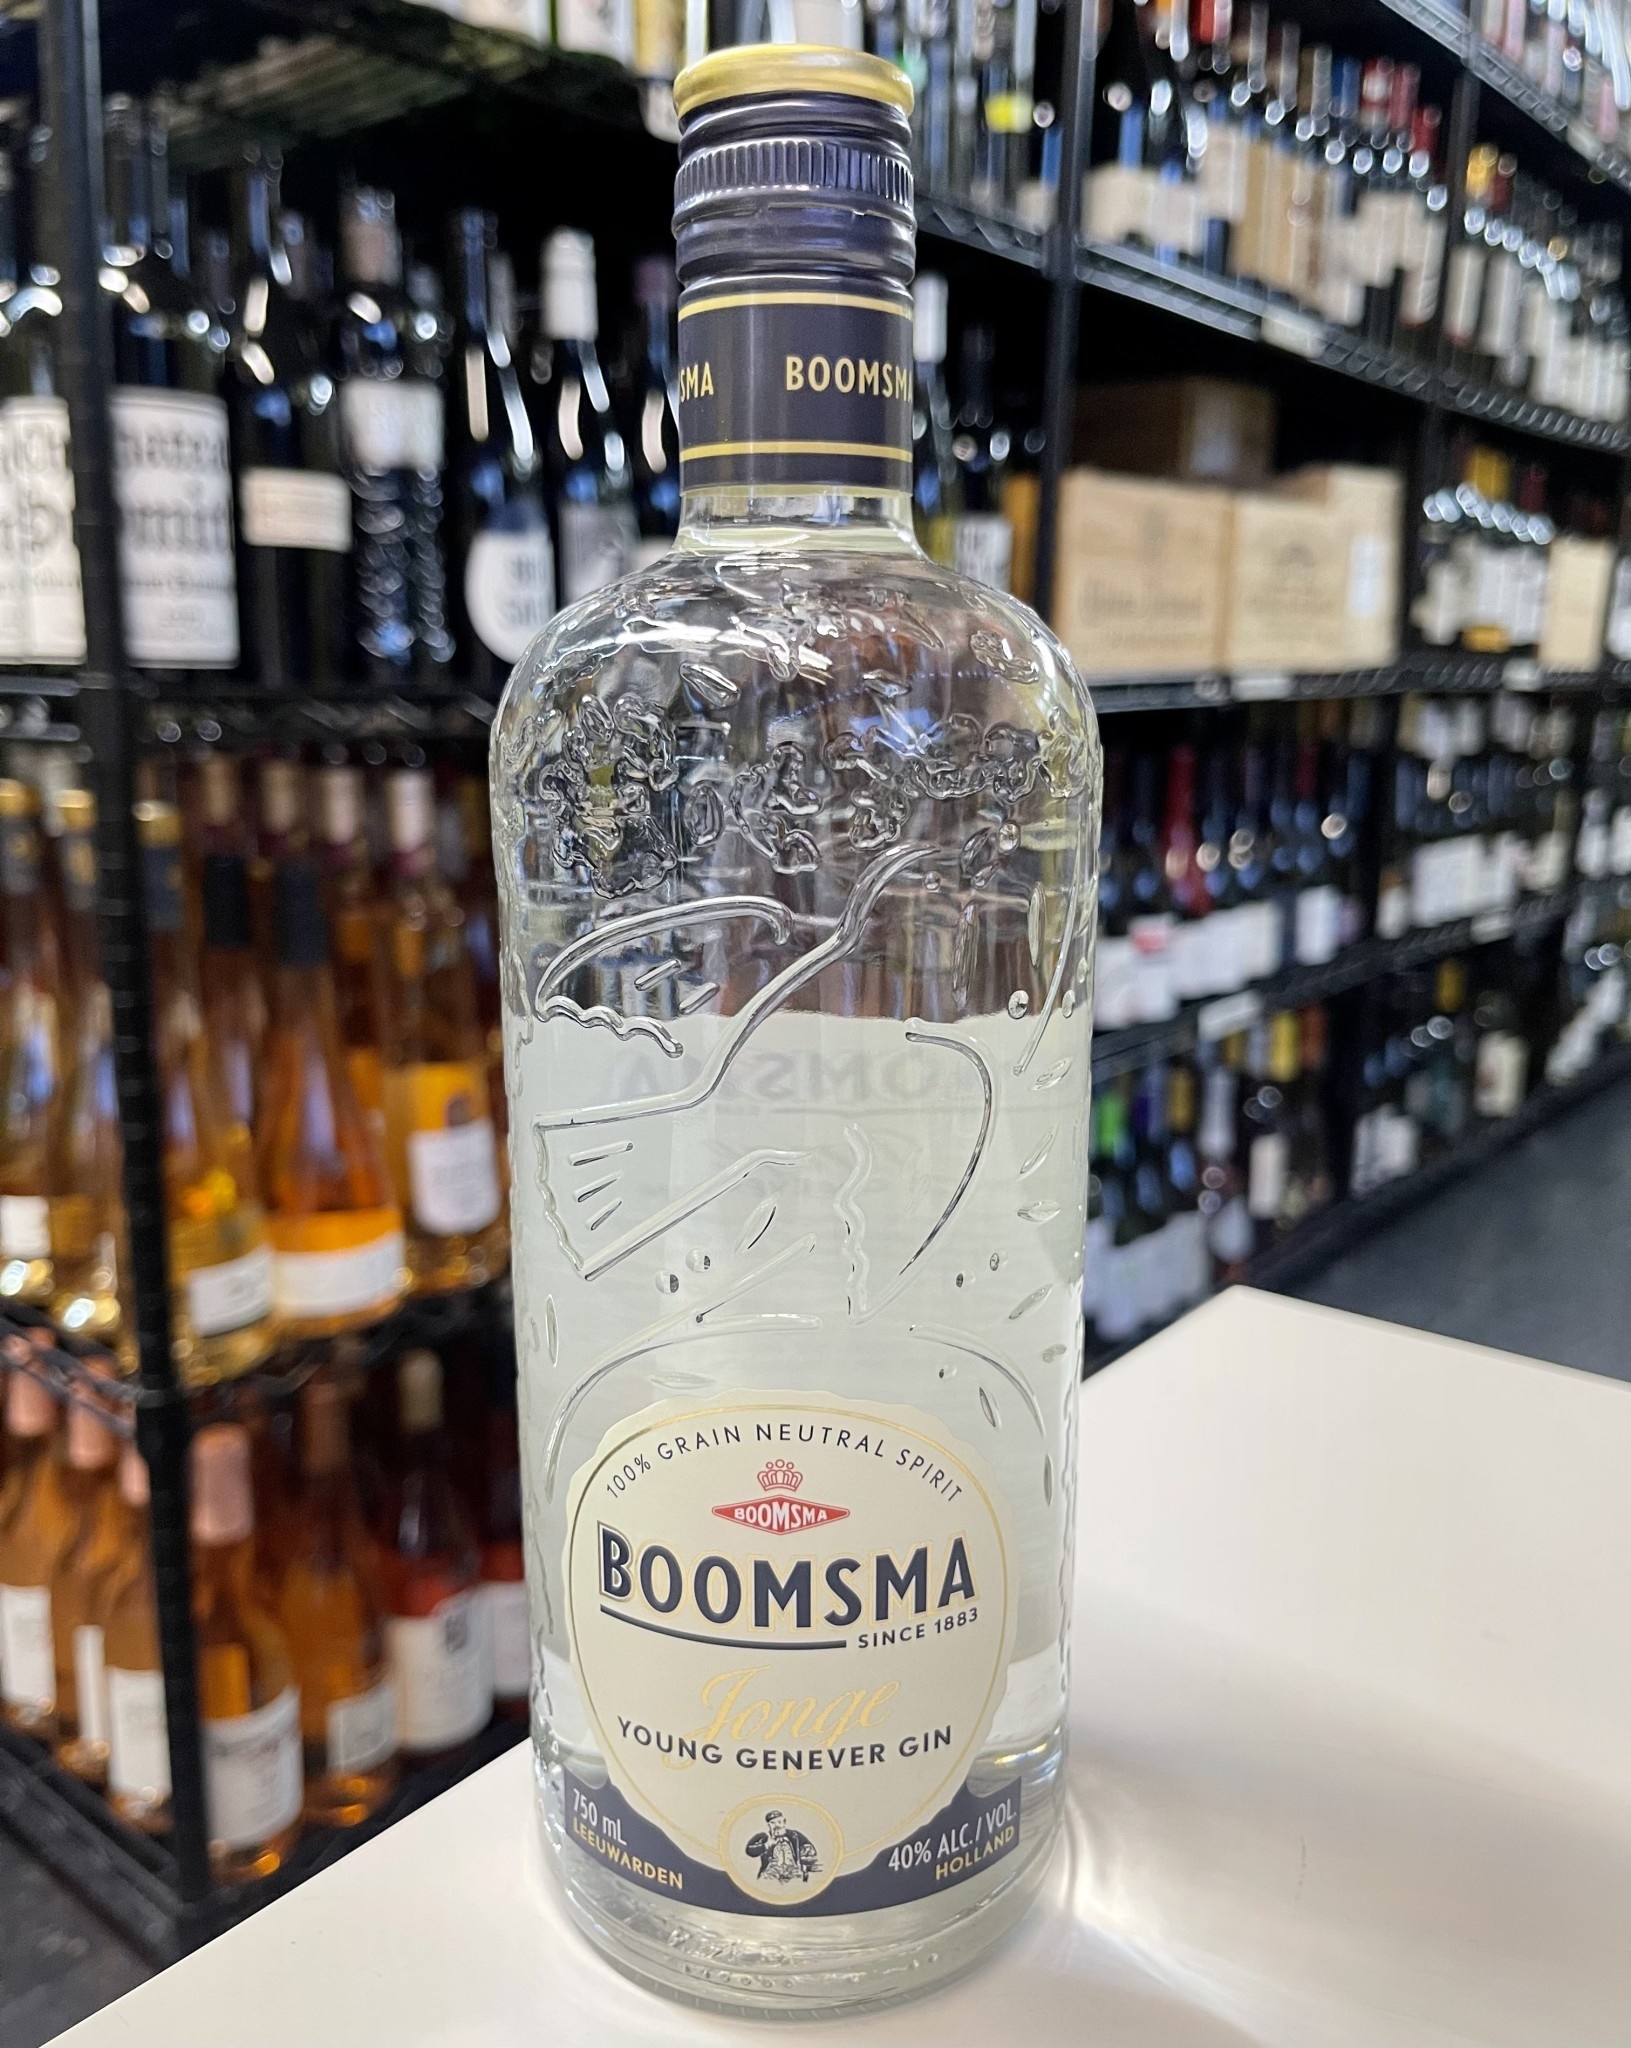 SMA BOOMSMA
100% GRAIN NEUTRAL SPIRIT
BOOMSMA
BOOMSMA
SINCE 1883
Jonge
YOUNG GENEVER GIN
750 mL
LEEUWARDEN
40% ALC./VOL.
HOLLAND